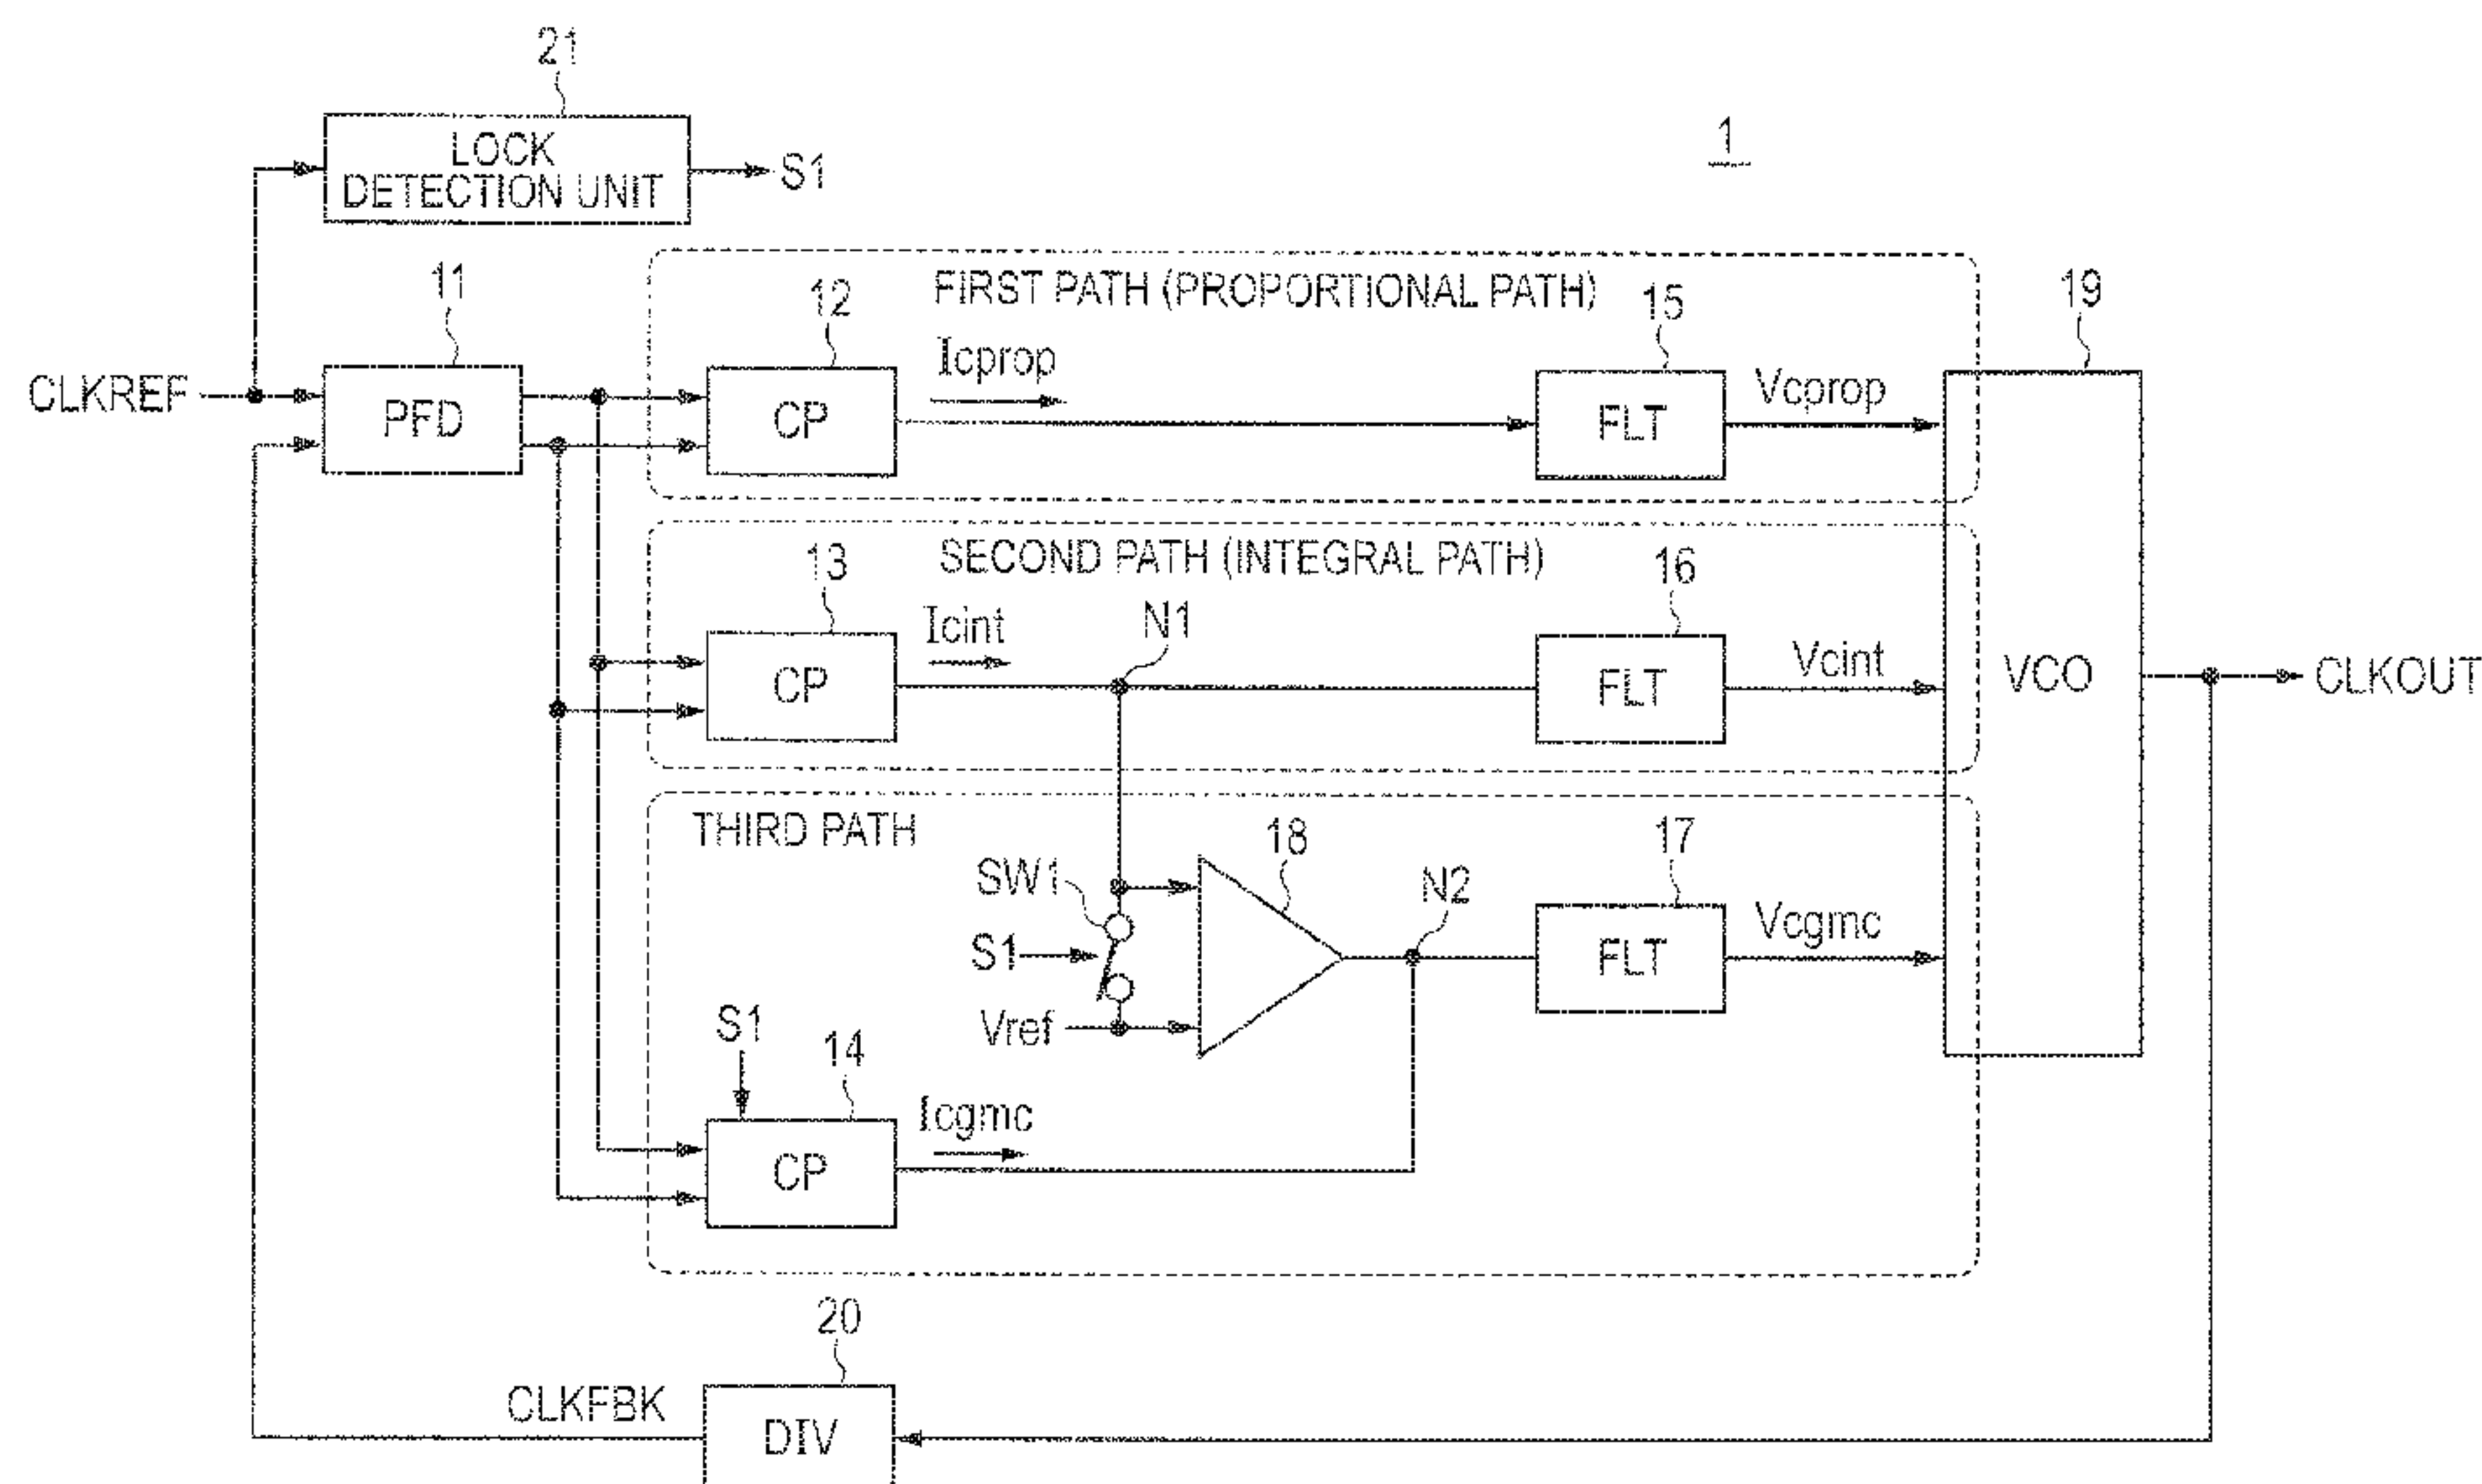 21
LOCK
DETECTION UNIT
S1
1
11
FIRST PATH (PROPORTIONAL PATH)
12
15
19
Icprop
CLKREF
PFD
CP
FLT
Vcprop
SECOND PATH (INTEGRAL PATH)
13
16
Icint
N1
CP
FLT
Vcint
VCO
CLKOUT
THIRD PATH
18
17
SW1
N2
S1
FLT
Vcgmc
Vref
S1
14
Icgmc
CP
20
CLKFBK
DIV